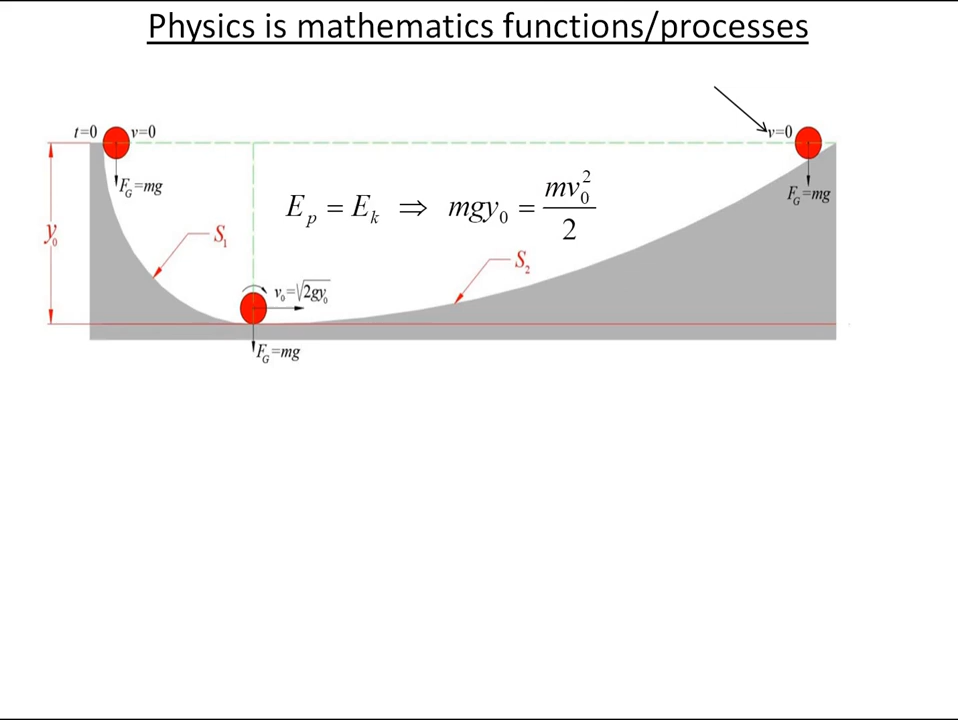 Physics is mathematics functions/processes
t=0 v=0 v=0
F_G=mg F_G=mg
E_p = E_k ⇒ mgy_0 = mv_0^2/2
y_0 S_1
S_2
v_0=√2gy_0
F_G=mg